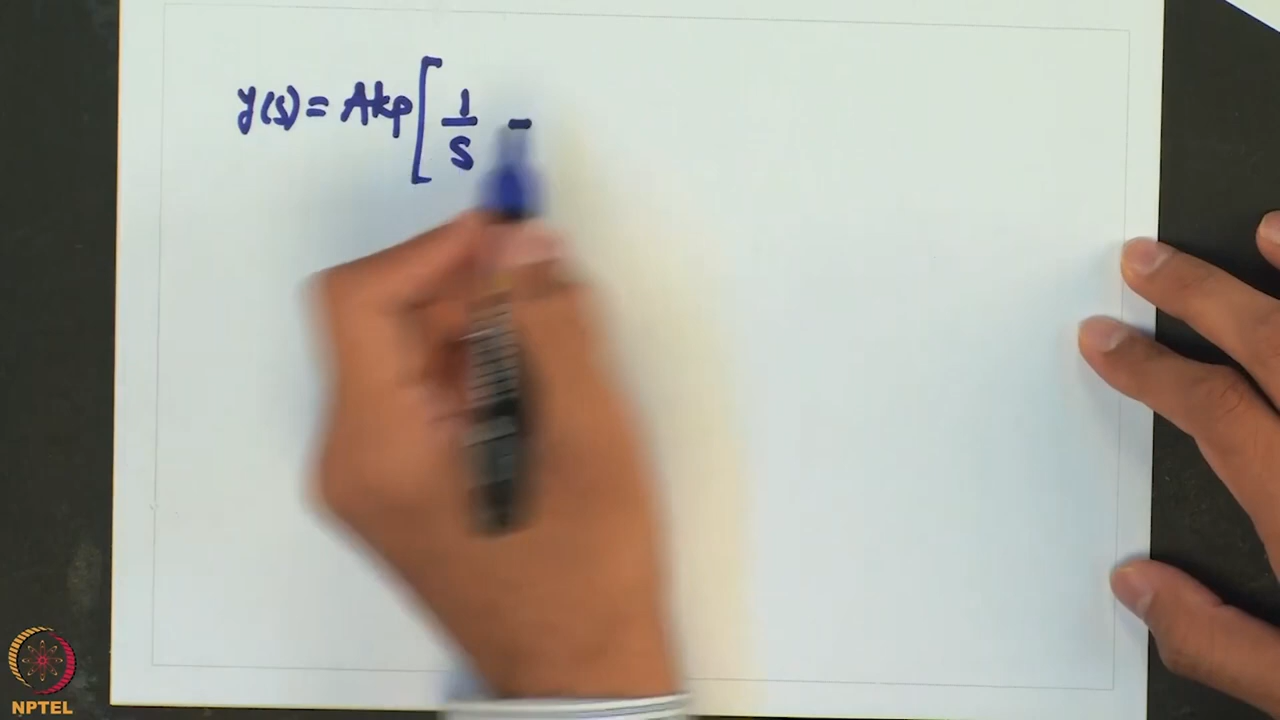 y(s) = Akp[ 1/s -
NPTEL